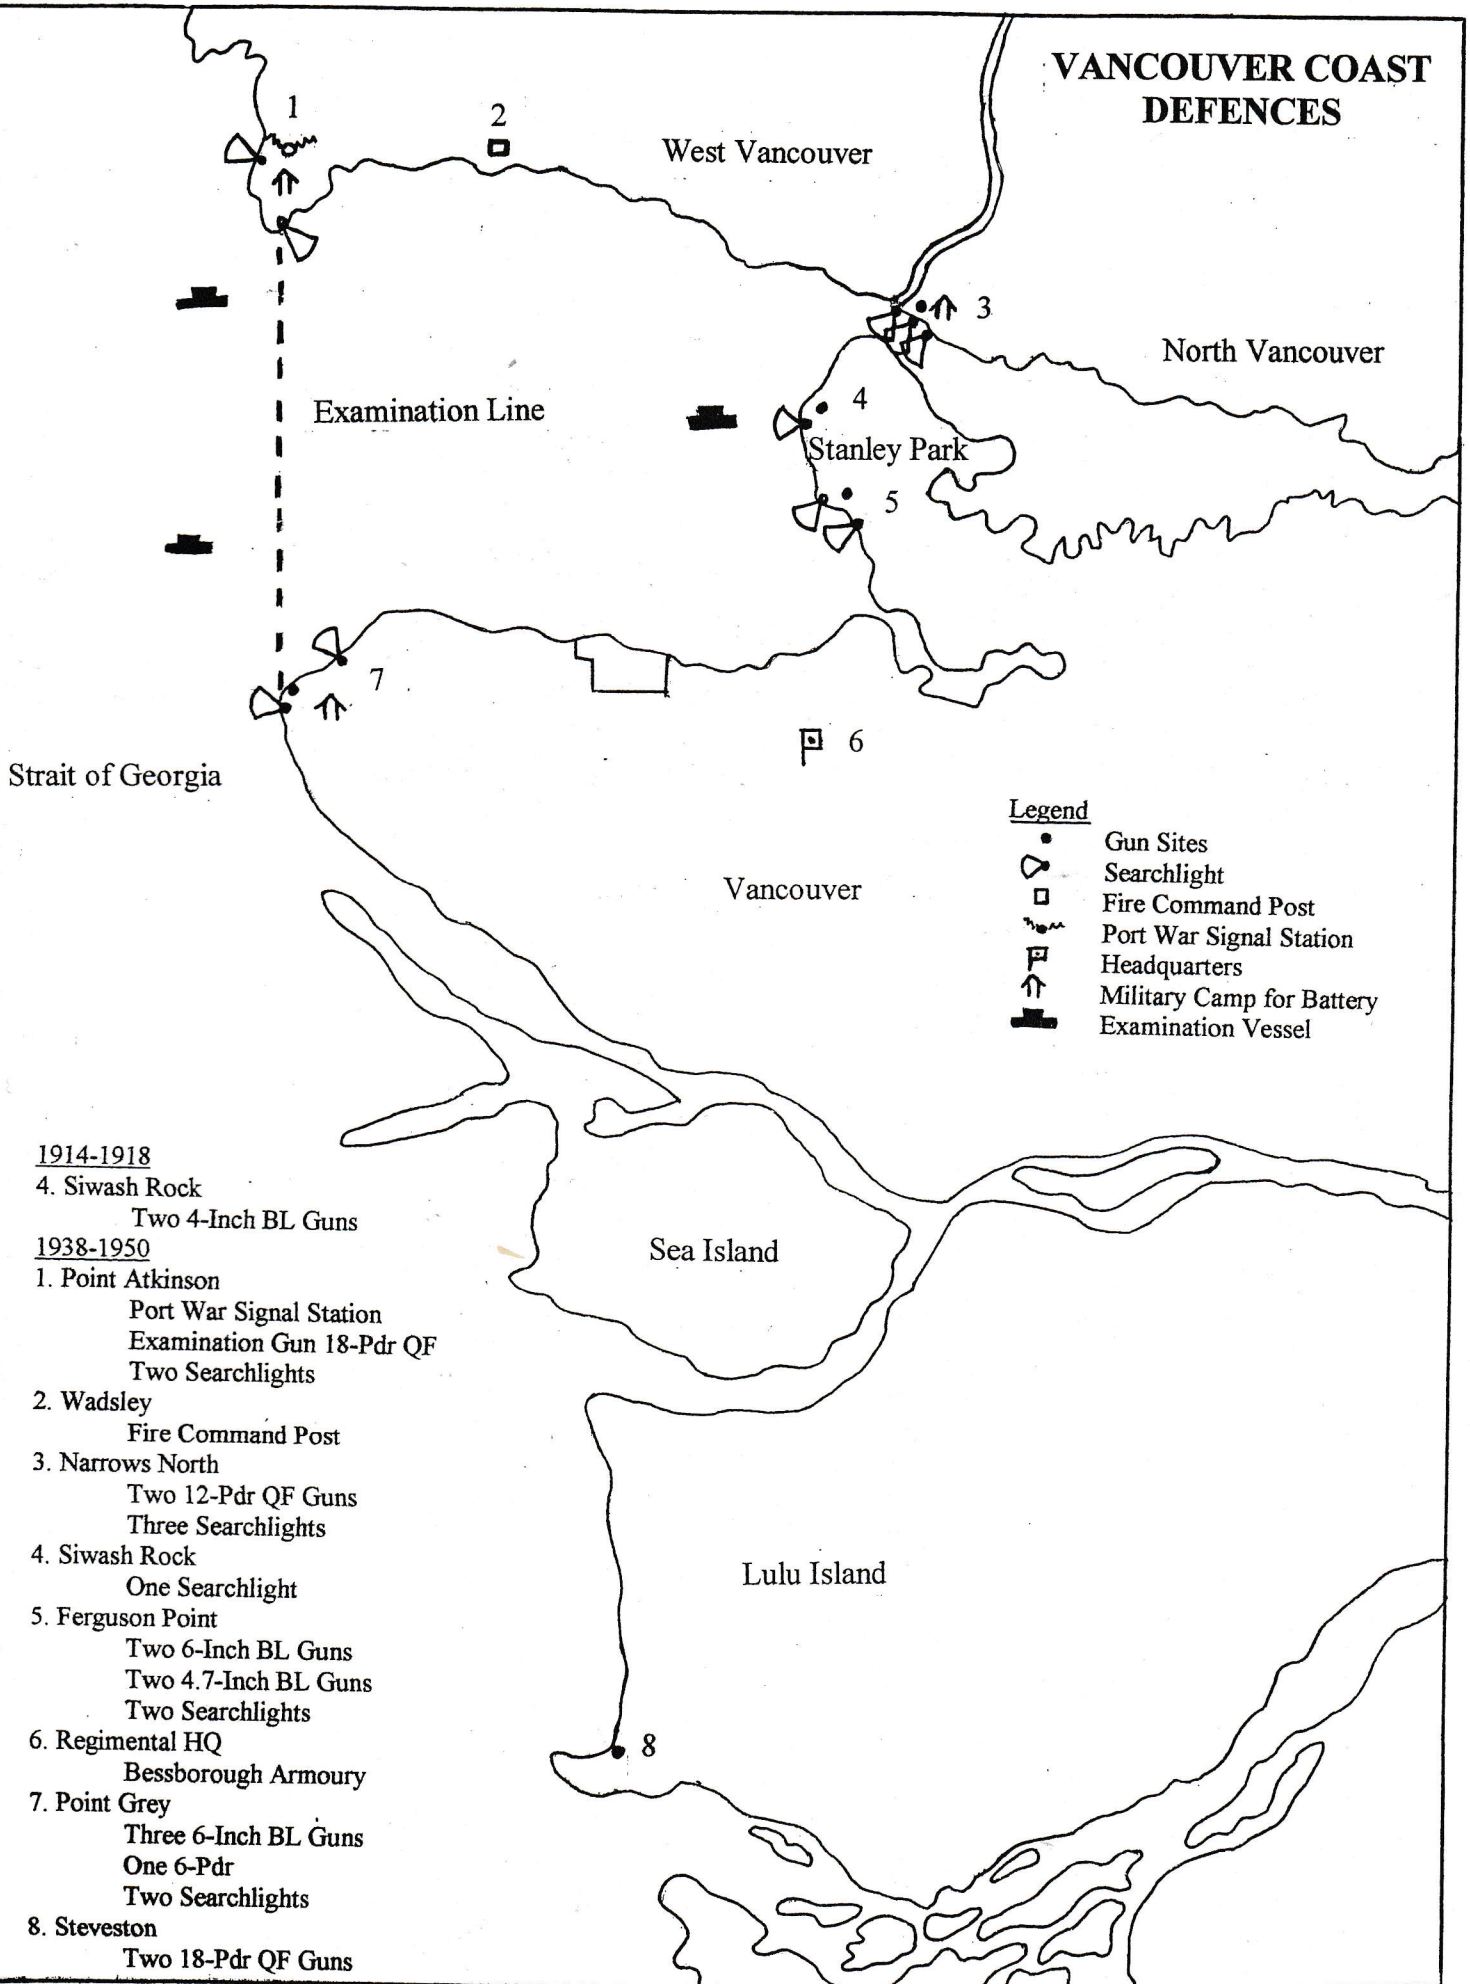 VANCOUVER COAST
DEFENCES
1
2
West Vancouver
3
North Vancouver
Examination Line
4
Stanley Park
5
7
6
Strait of Georgia
Vancouver
Legend
Gun Sites
Searchlight
Fire Command Post
Port War Signal Station
Headquarters
Military Camp for Battery
Examination Vessel
Sea Island
Lulu Island
8
1914-1918
4. Siwash Rock
Two 4-Inch BL Guns
1938-1950
1. Point Atkinson
Port War Signal Station
Examination Gun 18-Pdr QF
Two Searchlights
2. Wadsley
Fire Command Post
3. Narrows North
Two 12-Pdr QF Guns
Three Searchlights
4. Siwash Rock
One Searchlight
5. Ferguson Point
Two 6-Inch BL Guns
Two 4.7-Inch BL Guns
Two Searchlights
6. Regimental HQ
Bessborough Armoury
7. Point Grey
Three 6-Inch BL Guns
One 6-Pdr
Two Searchlights
8. Steveston
Two 18-Pdr QF Guns